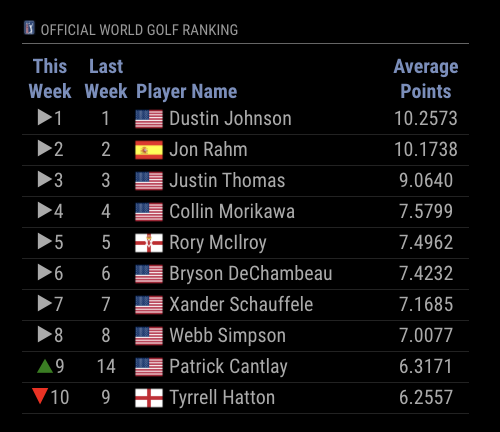 OFFICIAL WORLD GOLF RANKING
This Week Last Week Player Name Average Points
1 1 Dustin Johnson 10.2573
2 2 Jon Rahm 10.1738
3 3 Justin Thomas 9.0640
4 4 Collin Morikawa 7.5799
5 5 Rory McIlroy 7.4962
6 6 Bryson DeChambeau 7.4232
7 7 Xander Schauffele 7.1685
8 8 Webb Simpson 7.0077
9 14 Patrick Cantlay 6.3171
10 9 Tyrrell Hatton 6.2557